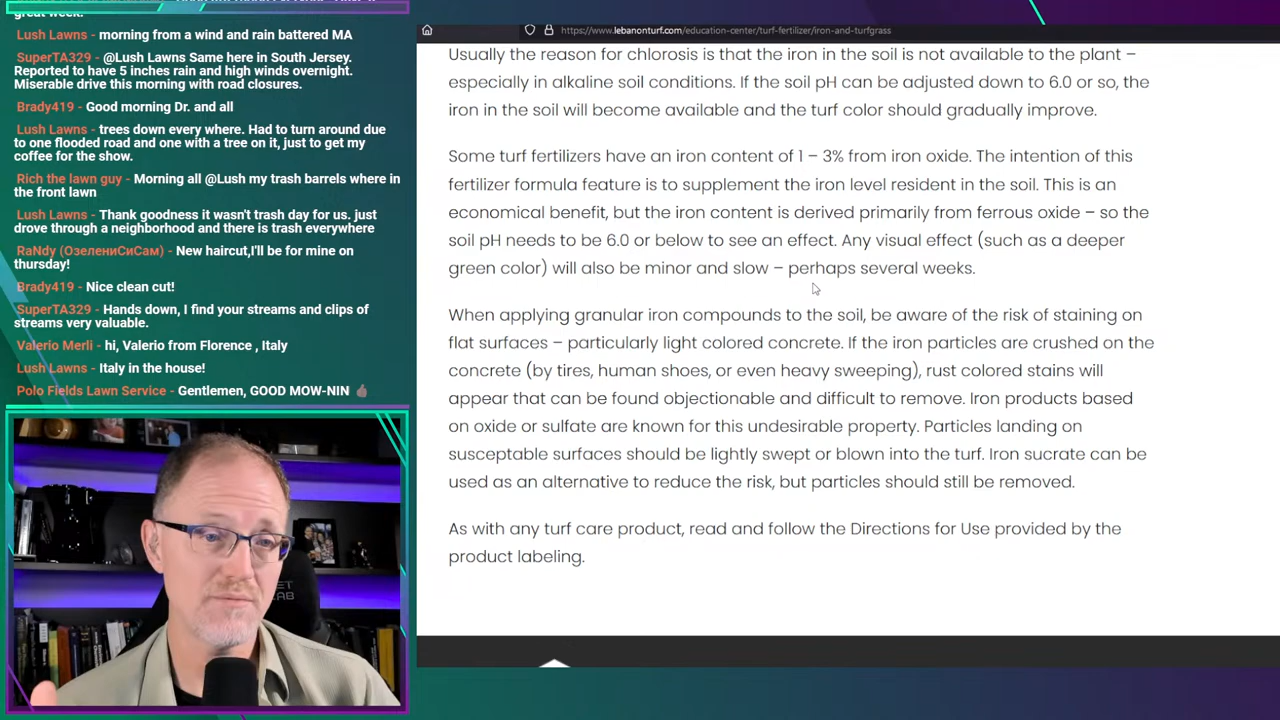 great week!
Lush Lawns - morning from a wind and rain battered MA
SuperTA329 - @Lush Lawns Same here in South Jersey.
Reported to have 5 inches rain and high winds overnight.
Miserable drive this morning with road closures.
Brady419 - Good morning Dr. and all
Lush Lawns - trees down every where. Had to turn around due
to one flooded road and one with a tree on it, just to get my
coffee for the show.
Rich the lawn guy - Morning all @Lush my trash barrels where in
the front lawn
Lush Lawns - Thank goodness it wasn't trash day for us. just
drove through a neighborhood and there is trash everywhere
RaNdy (ОзелениСиСам) - New haircut,I'll be for mine on
thursday!
Brady419 - Nice clean cut!
SuperTA329 - Hands down, I find your streams and clips of
streams very valuable.
Valerio Merli - hi, Valerio from Florence , Italy
Lush Lawns - Italy in the house!
Polo Fields Lawn Service - Gentlemen, GOOD MOW-NIN
https://www.lebanonturf.com/education-center/turf-fertilizer/iron-and-turfgrass
Usually the reason for chlorosis is that the iron in the soil is not available to the plant –
especially in alkaline soil conditions. If the soil pH can be adjusted down to 6.0 or so, the
iron in the soil will become available and the turf color should gradually improve.
Some turf fertilizers have an iron content of 1 – 3% from iron oxide. The intention of this
fertilizer formula feature is to supplement the iron level resident in the soil. This is an
economical benefit, but the iron content is derived primarily from ferrous oxide – so the
soil pH needs to be 6.0 or below to see an effect. Any visual effect (such as a deeper
green color) will also be minor and slow – perhaps several weeks.
When applying granular iron compounds to the soil, be aware of the risk of staining on
flat surfaces – particularly light colored concrete. If the iron particles are crushed on the
concrete (by tires, human shoes, or even heavy sweeping), rust colored stains will
appear that can be found objectionable and difficult to remove. Iron products based
on oxide or sulfate are known for this undesirable property. Particles landing on
susceptable surfaces should be lightly swept or blown into the turf. Iron sucrate can be
used as an alternative to reduce the risk, but particles should still be removed.
As with any turf care product, read and follow the Directions for Use provided by the
product labeling.